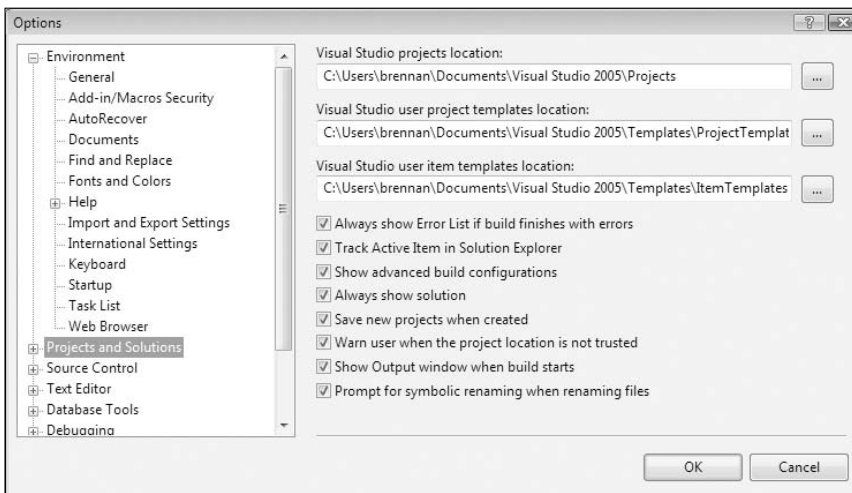 Options
Environment
General
Add-in/Macros Security
AutoRecover
Documents
Find and Replace
Fonts and Colors
Help
Import and Export Settings
International Settings
Keyboard
Startup
Task List
Web Browser
Projects and Solutions
Source Control
Text Editor
Database Tools
Debugging
Visual Studio projects location:
C:\Users\brennan\Documents\Visual Studio 2005\Projects
...
Visual Studio user project templates location:
C:\Users\brennan\Documents\Visual Studio 2005\Templates\ProjectTemplat
...
Visual Studio user item templates location:
C:\Users\brennan\Documents\Visual Studio 2005\Templates\ItemTemplates
...
Always show Error List if build finishes with errors
Track Active Item in Solution Explorer
Show advanced build configurations
Always show solution
Save new projects when created
Warn user when the project location is not trusted
Show Output window when build starts
Prompt for symbolic renaming when renaming files
OK
Cancel